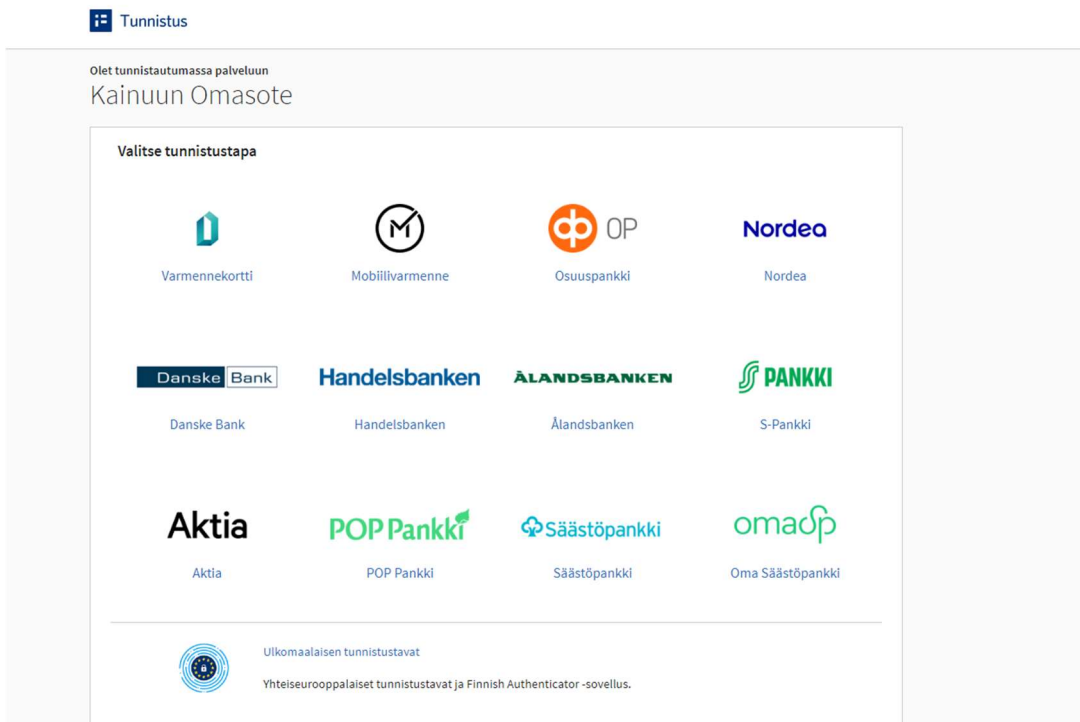 Tunnistus
Olet tunnistautumassa palveluun
Kainuun Omasote
Valitse tunnistustapa
OP Nordea
Varmennekortti Mobiilivarmenne Osuuspankki Nordea
Danske Bank Handelsbanken ÅLANDSBANKEN S PANKKI
Danske Bank Handelsbanken Ålandsbanken S-Pankki
Aktia POP Pankki Säästöpankki omasp
Aktia POP Pankki Säästöpankki Oma Säästöpankki
Ulkomaalaisen tunnistustavat
Yhteiseurooppalaiset tunnistustavat ja Finnish Authenticator -sovellus.